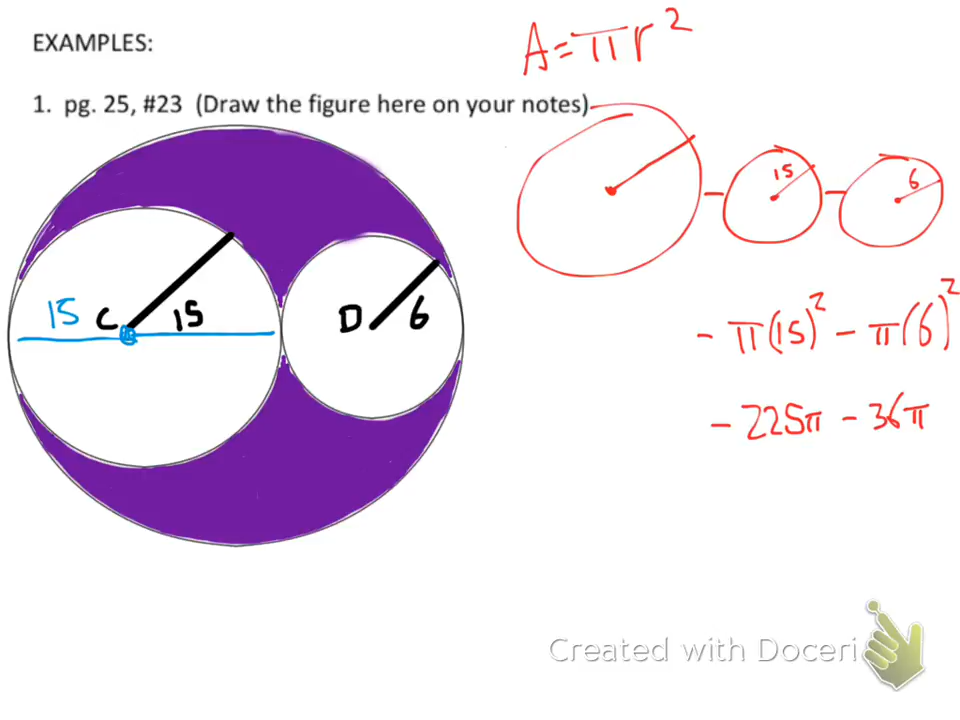 EXAMPLES:
A = πr²
1. pg. 25, #23 (Draw the figure here on your notes)
15 C 15
D 6
- 15 - 6
- π(15)² - π(6)²
- 225π - 36π
Created with Doceri